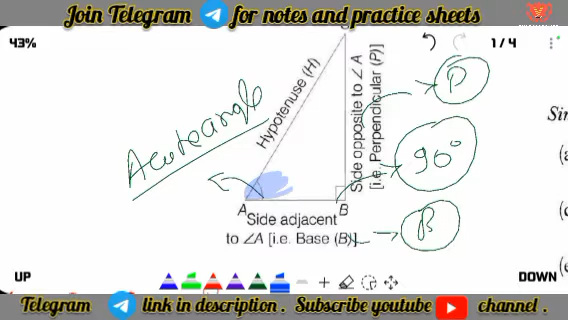 Join Telegram for notes and practice sheets
43%
1/4
Hypotenuse (H)
Side opposite to ∠A
[i.e. Perpendicular (P)]
P
Acute angle
90°
A
B
Side adjacent
to ∠A [i.e. Base (B)]
B
Sin
(a
(c
(e
UP
DOWN
Telegram link in description . Subscribe youtube channel .